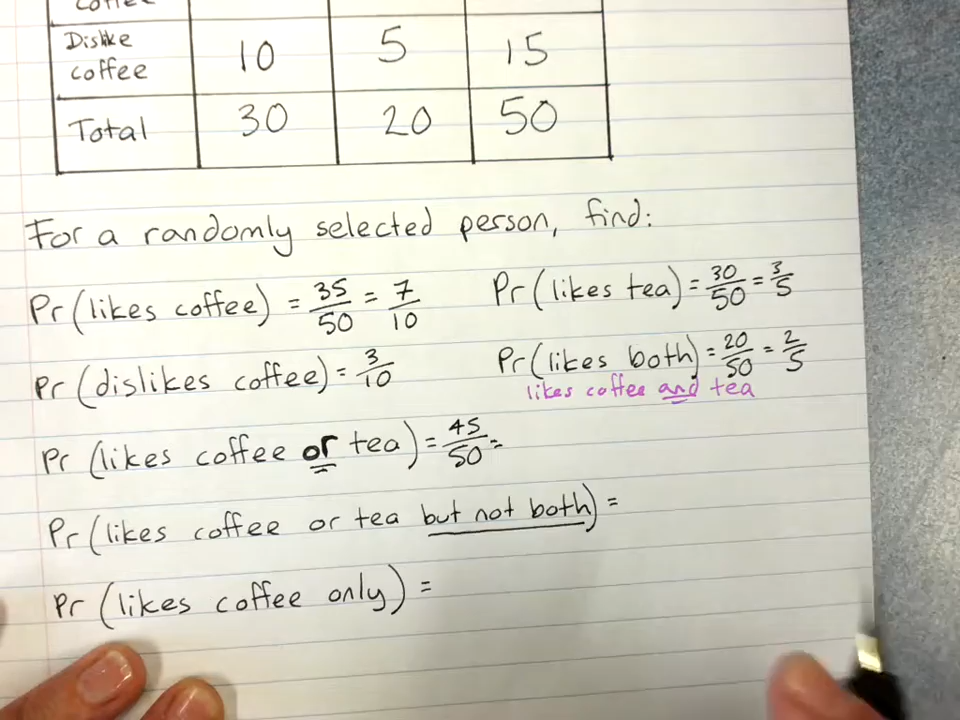 coffee
Dislike coffee 10 5 15
Total 30 20 50
For a randomly selected person, find:
Pr(likes coffee) = 35/50 = 7/10 Pr(likes tea) = 30/50 = 3/5
Pr(dislikes coffee) = 3/10 Pr(likes both) = 20/50 = 2/5
likes coffee and tea
Pr(likes coffee or tea) = 45/50 =
Pr(likes coffee or tea but not both) =
Pr(likes coffee only) =